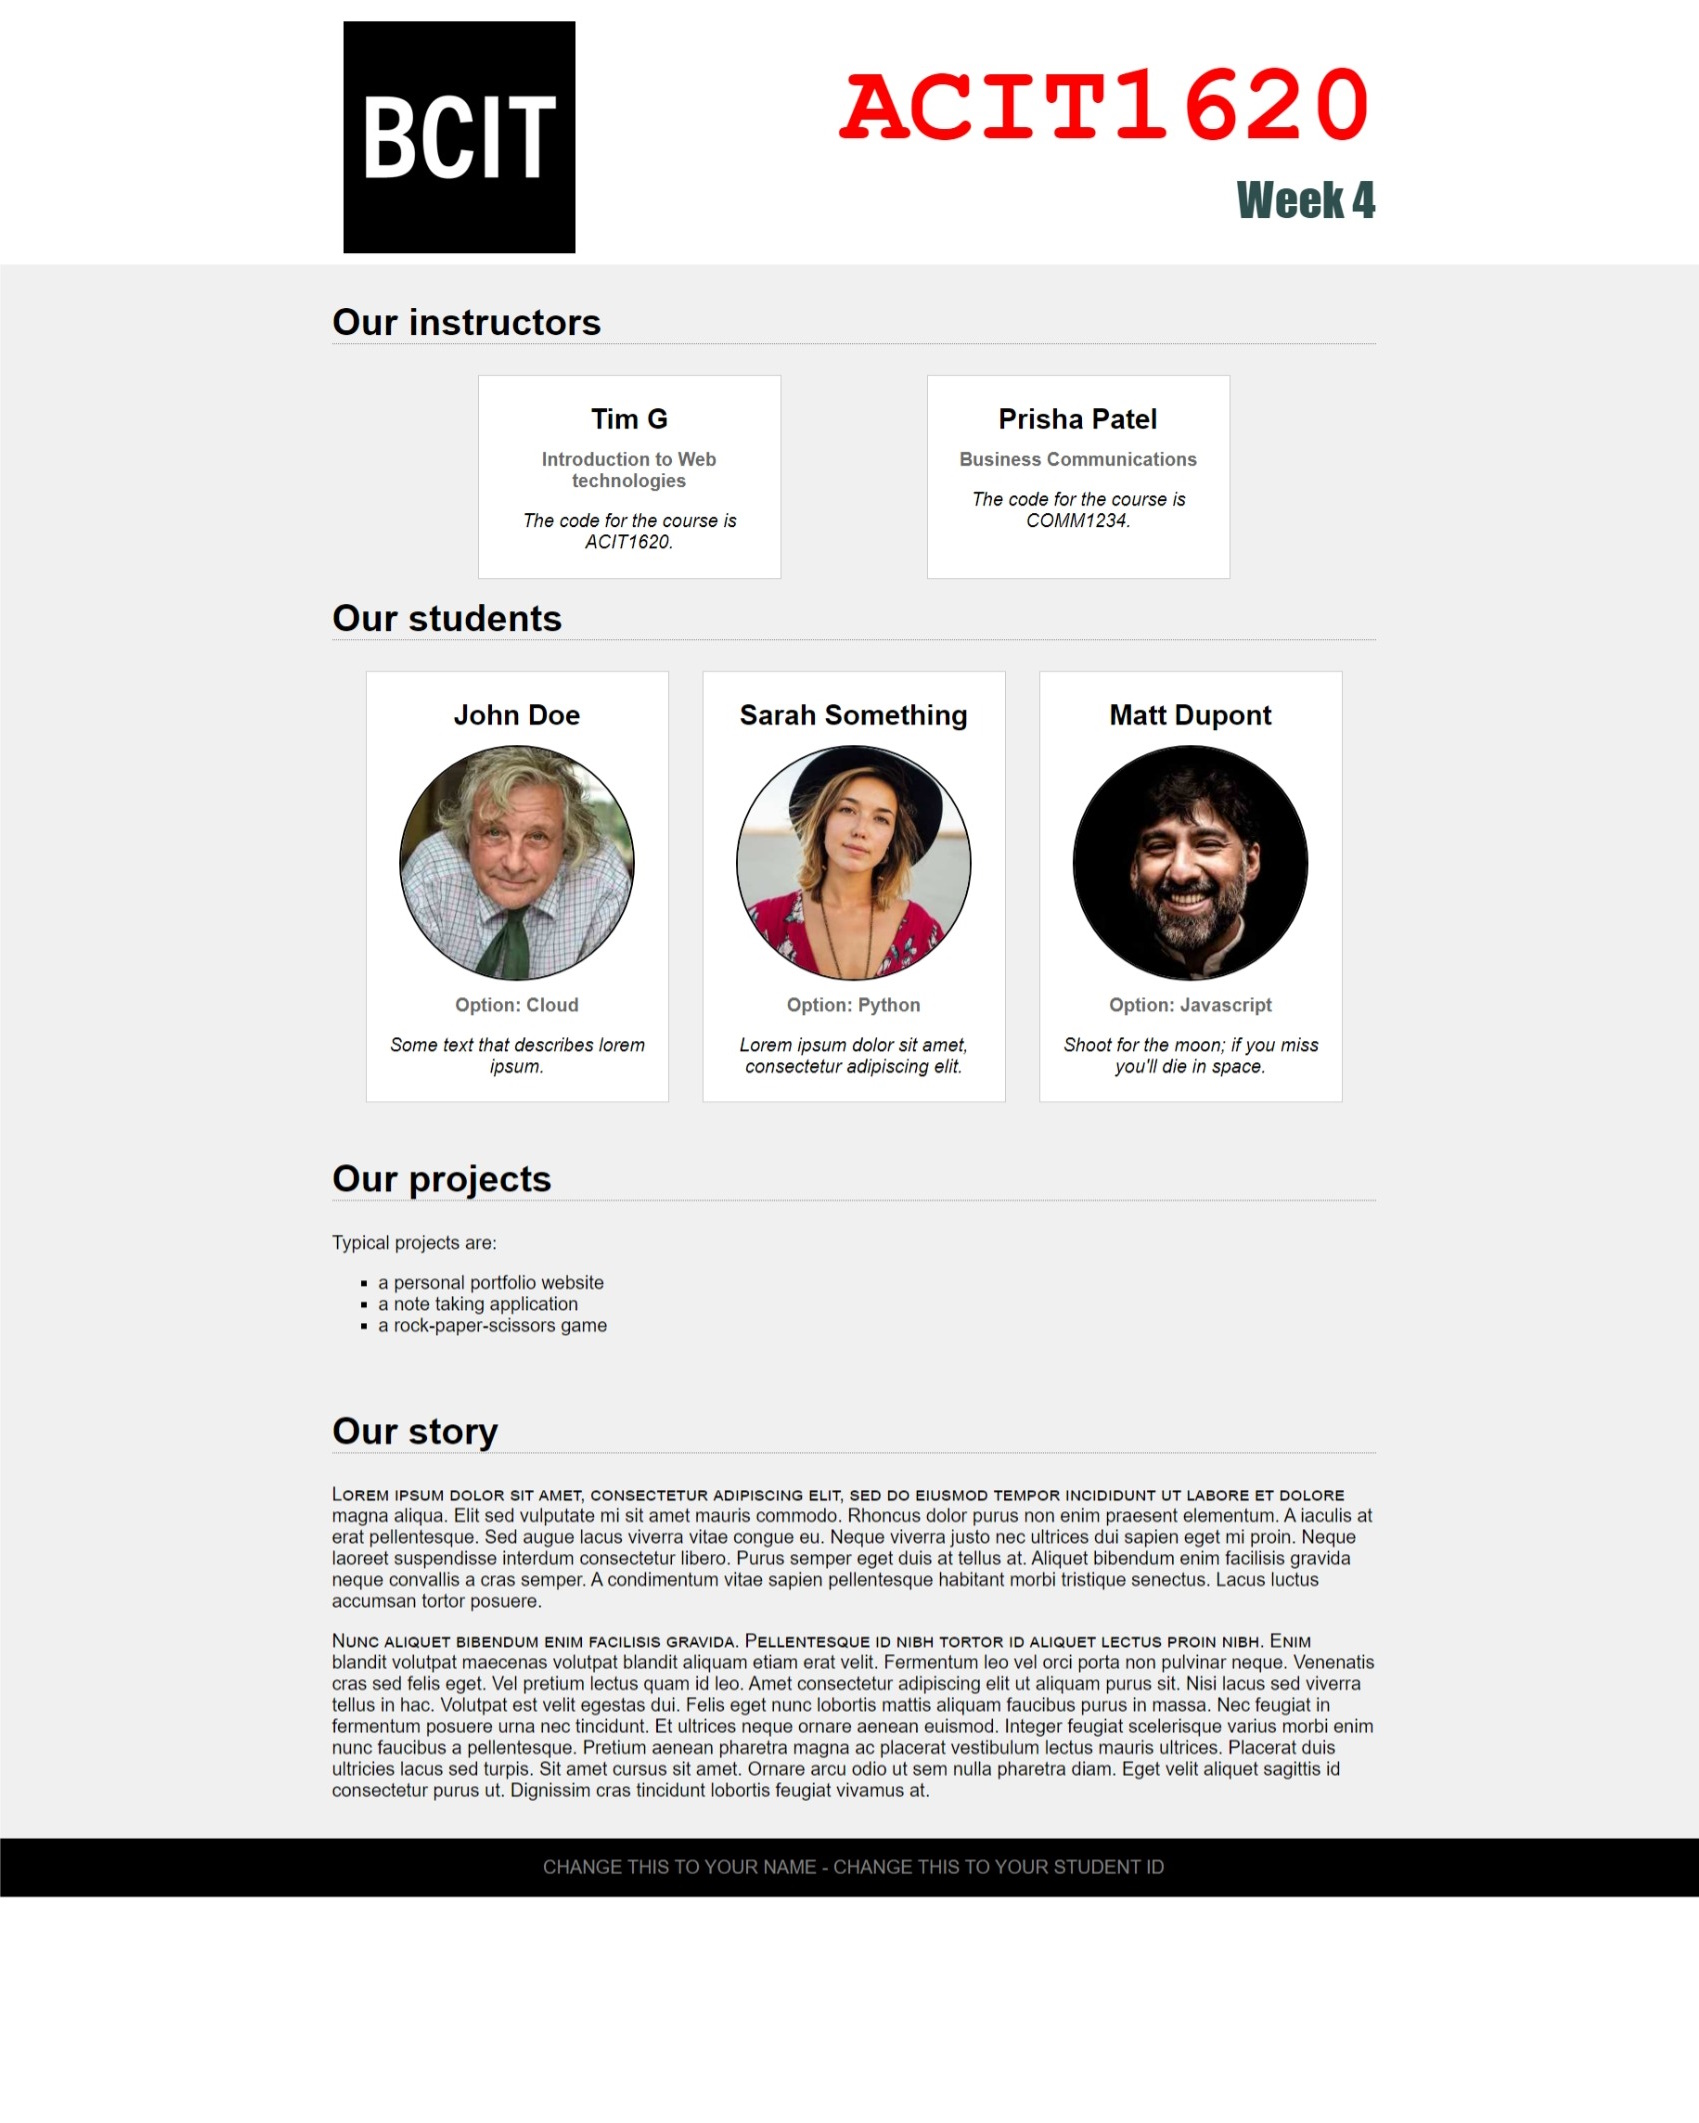 BCIT
ACIT1620
Week 4
Our instructors
Tim G
Introduction to Web
technologies
The code for the course is
ACIT1620.
Prisha Patel
Business Communications
The code for the course is
COMM1234.
Our students
John Doe
Option: Cloud
Some text that describes lorem
ipsum.
Sarah Something
Option: Python
Lorem ipsum dolor sit amet,
consectetur adipiscing elit.
Matt Dupont
Option: Javascript
Shoot for the moon; if you miss
you'll die in space.
Our projects
Typical projects are:
▪ a personal portfolio website
▪ a note taking application
▪ a rock-paper-scissors game
Our story
Lorem ipsum dolor sit amet, consectetur adipiscing elit, sed do eiusmod tempor incididunt ut labore et dolore
magna aliqua. Elit sed vulputate mi sit amet mauris commodo. Rhoncus dolor purus non enim praesent elementum. A iaculis at
erat pellentesque. Sed augue lacus viverra vitae congue eu. Neque viverra justo nec ultrices dui sapien eget mi proin. Neque
laoreet suspendisse interdum consectetur libero. Purus semper eget duis at tellus at. Aliquet bibendum enim facilisis gravida
neque convallis a cras semper. A condimentum vitae sapien pellentesque habitant morbi tristique senectus. Lacus luctus
accumsan tortor posuere.
Nunc aliquet bibendum enim facilisis gravida. Pellentesque id nibh tortor id aliquet lectus proin nibh. Enim
blandit volutpat maecenas volutpat blandit aliquam etiam erat velit. Fermentum leo vel orci porta non pulvinar neque. Venenatis
cras sed felis eget. Vel pretium lectus quam id leo. Amet consectetur adipiscing elit ut aliquam purus sit. Nisi lacus sed viverra
tellus in hac. Volutpat est velit egestas dui. Felis eget nunc lobortis mattis aliquam faucibus purus in massa. Nec feugiat in
fermentum posuere urna nec tincidunt. Et ultrices neque ornare aenean euismod. Integer feugiat scelerisque varius morbi enim
nunc faucibus a pellentesque. Pretium aenean pharetra magna ac placerat vestibulum lectus mauris ultrices. Placerat duis
ultricies lacus sed turpis. Sit amet cursus sit amet. Ornare arcu odio ut sem nulla pharetra diam. Eget velit aliquet sagittis id
consectetur purus ut. Dignissim cras tincidunt lobortis feugiat vivamus at.
CHANGE THIS TO YOUR NAME - CHANGE THIS TO YOUR STUDENT ID